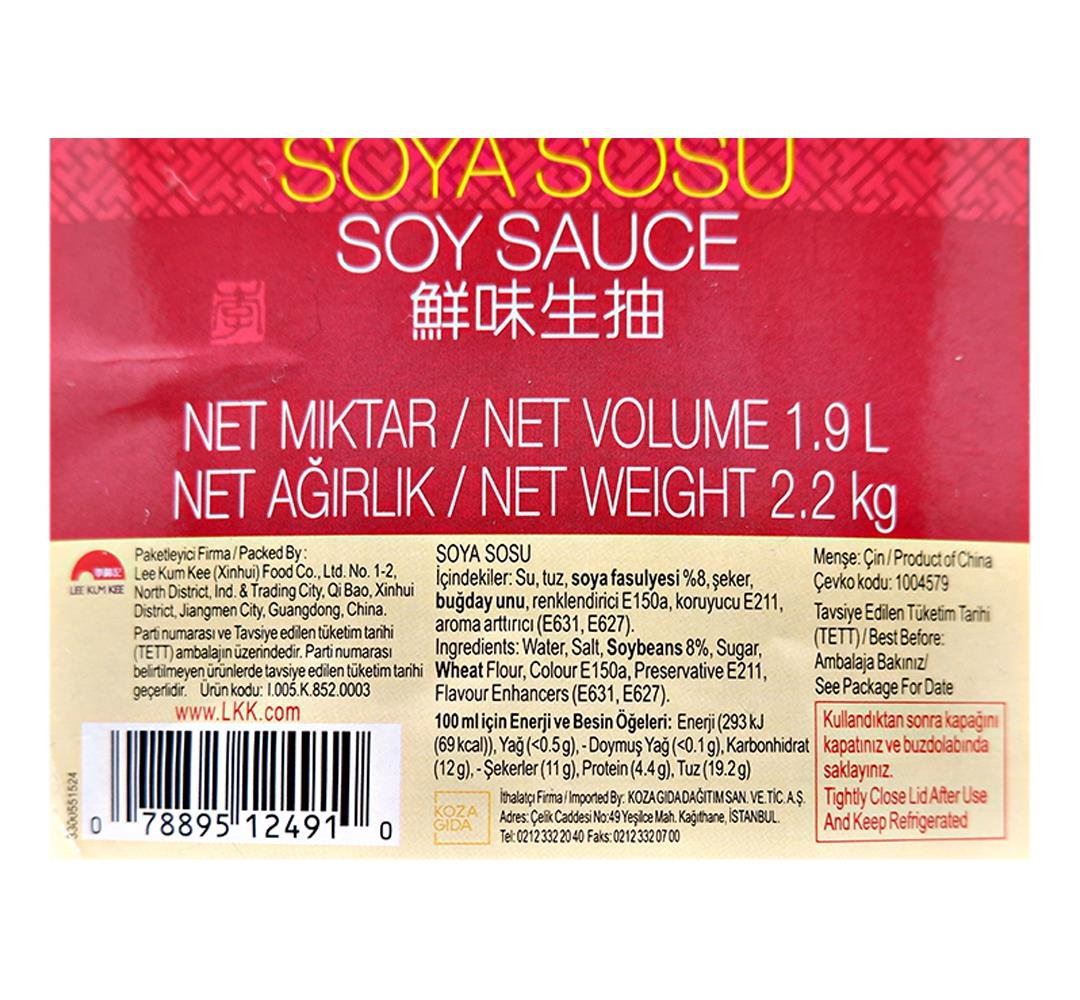 SOYA SOSU
SOY SAUCE
鮮味生抽
NET MİKTAR / NET VOLUME 1.9 L
NET AĞIRLIK / NET WEIGHT 2.2 kg
李錦記
LEE KUM KEE
Paketleyici Firma / Packed By :
Lee Kum Kee (Xinhui) Food Co., Ltd. No. 1-2,
North District, Ind. & Trading City, Qi Bao, Xinhui
District, Jiangmen City, Guangdong, China.
Parti numarası ve Tavsiye edilen tüketim tarihi
(TETT) ambalajın üzerindedir. Parti numarası
belirtilmeyen ürünlerde tavsiye edilen tüketim tarihi
geçerlidir. Ürün kodu: I.005.K.852.0003
www.LKK.com
3300551524
0 78895 12491 0
SOYA SOSU
İçindekiler: Su, tuz, soya fasulyesi %8, şeker,
buğday unu, renklendirici E150a, koruyucu E211,
aroma arttırıcı (E631, E627).
Ingredients: Water, Salt, Soybeans 8%, Sugar,
Wheat Flour, Colour E150a, Preservative E211,
Flavour Enhancers (E631, E627).
100 ml için Enerji ve Besin Öğeleri: Enerji (293 kJ
(69 kcal)), Yağ (<0.5 g), - Doymuş Yağ (<0.1 g), Karbonhidrat
(12 g), - Şekerler (11 g), Protein (4.4 g), Tuz (19.2 g)
KOZA
GIDA
İthalatçı Firma / Imported By: KOZA GIDA DAĞITIM SAN. VE.TİC. A.Ş.
Adres: Çelik Caddesi No:49 Yeşilce Mah. Kağıthane, İSTANBUL.
Tel: 0212 332 20 40 Faks: 0212 332 07 00
Menşe: Çin / Product of China
Çevko kodu: 1004579
Tavsiye Edilen Tüketim Tarihi
(TETT) / Best Before:
Ambalaja Bakınız/
See Package For Date
Kullandıktan sonra kapağını
kapatınız ve buzdolabında
saklayınız.
Tightly Close Lid After Use
And Keep Refrigerated